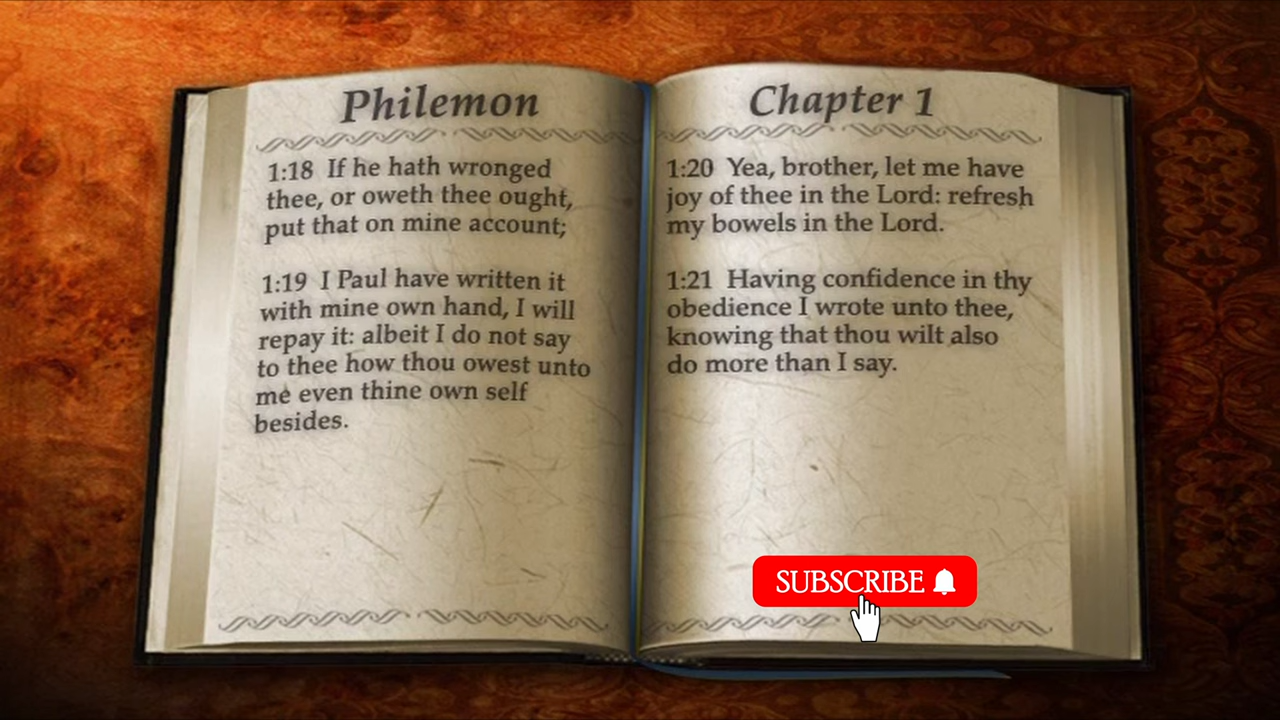 Philemon
1:18 If he hath wronged
thee, or oweth thee ought,
put that on mine account;
1:19 I Paul have written it
with mine own hand, I will
repay it: albeit I do not say
to thee how thou owest unto
me even thine own self
besides.
Chapter 1
1:20 Yea, brother, let me have
joy of thee in the Lord: refresh
my bowels in the Lord.
1:21 Having confidence in thy
obedience I wrote unto thee,
knowing that thou wilt also
do more than I say.
SUBSCRIBE